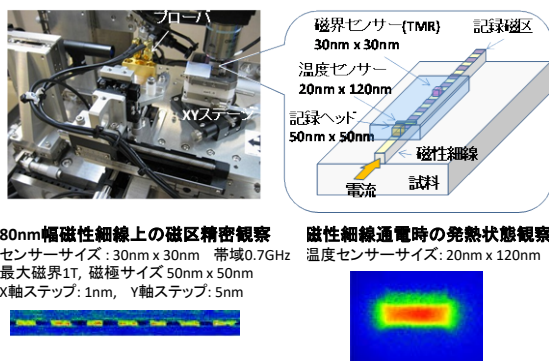 プローバ
XYステージ
磁界センサー(TMR)
30nm x 30nm
記録磁区
温度センサー
20nm x 120nm
記録ヘッド
50nm x 50nm
磁性細線
電流
試料
80nm幅磁性細線上の磁区精密観察
センサーサイズ : 30nm x 30nm 帯域0.7GHz
最大磁界1T, 磁極サイズ 50nm x 50nm
X軸ステップ: 1nm, Y軸ステップ: 5nm
磁性細線通電時の発熱状態観察
温度センサーサイズ: 20nm x 120nm